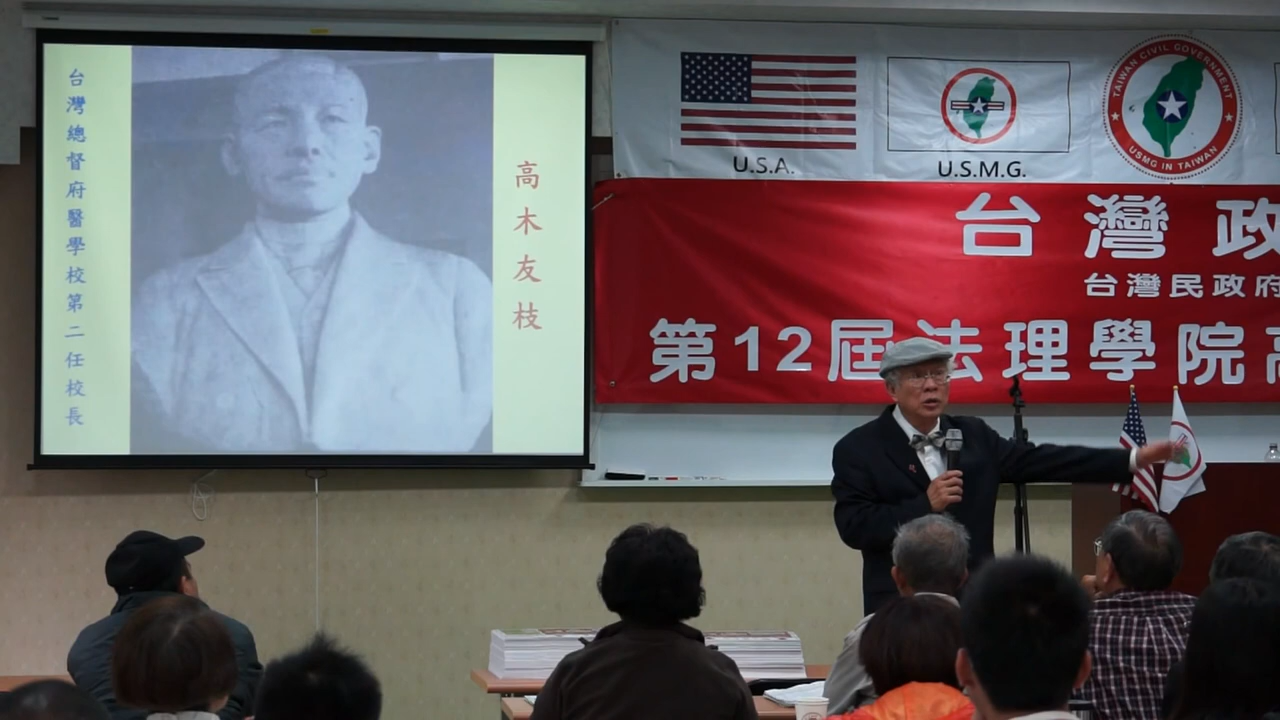 台灣總督府醫學校第二任校長
高木友枝
U.S.A.
U.S.M.G.
TAIWAN CIVIL GOVERNMENT
USMG IN TAIWAN
台灣政
台灣民政府
第12屆法理學院高